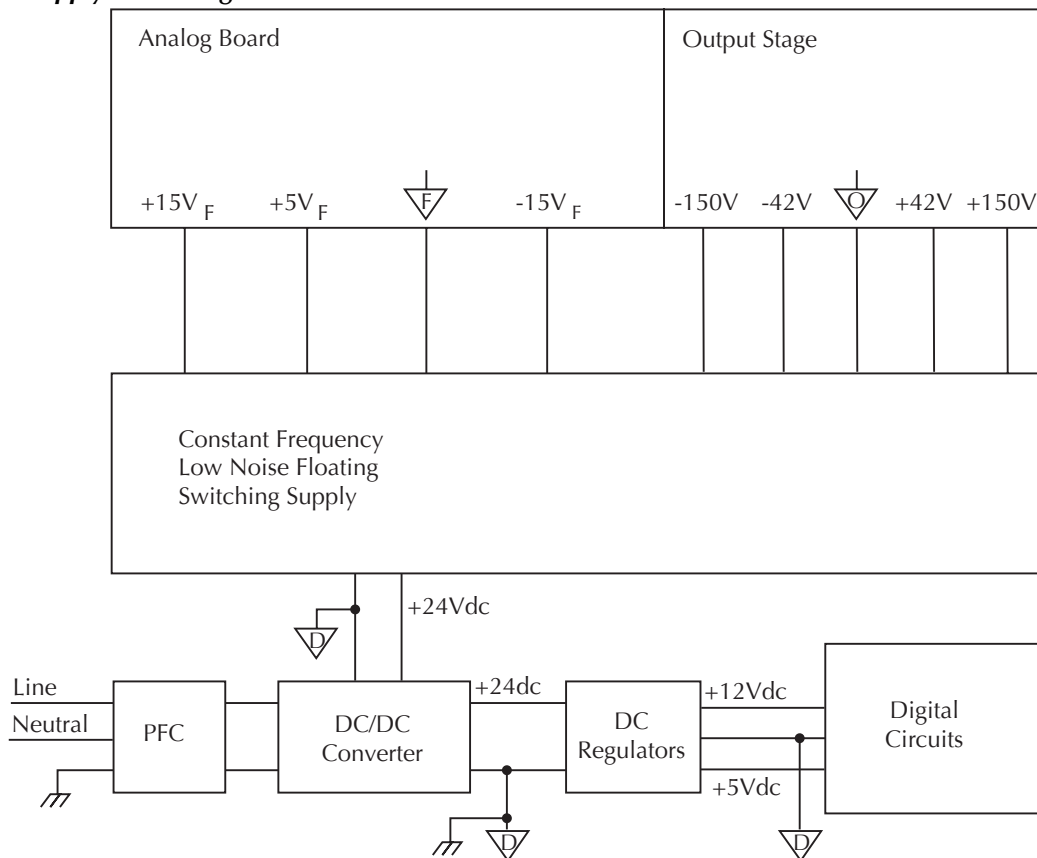 Analog Board
Output Stage
F
O
+15V F
+5V F
-15V F
-150V
-42V
+42V
+150V
Constant Frequency
Low Noise Floating
Switching Supply
+24Vdc
D
Line
Neutral
PFC
DC/DC
Converter
+24dc
DC
Regulators
+12Vdc
+5Vdc
Digital
Circuits
D
D